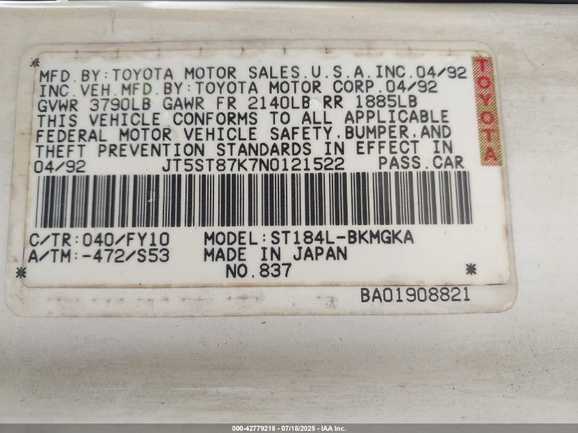 MFD.BY:TOYOTA MOTOR SALES.U.S.A.INC.04/92
INC.VEH.MFD.BY:TOYOTA MOTOR CORP.04/92
GVWR 3790LB GAWR FR 2140LB RR 1885LB
THIS VEHICLE CONFORMS TO ALL APPLICABLE
FEDERAL MOTOR VEHICLE SAFETY.BUMPER.AND
THEFT PREVENTION STANDARDS IN EFFECT IN
04/92 JT5ST87K7N0121522 PASS.CAR
TOYOTA
C/TR:040/FY10 MODEL:ST184L-BKMGKA
A/TM:-472/S53 MADE IN JAPAN
NO.837
BA01908821
000-42779218 - 07/18/2025 - IAA Inc.